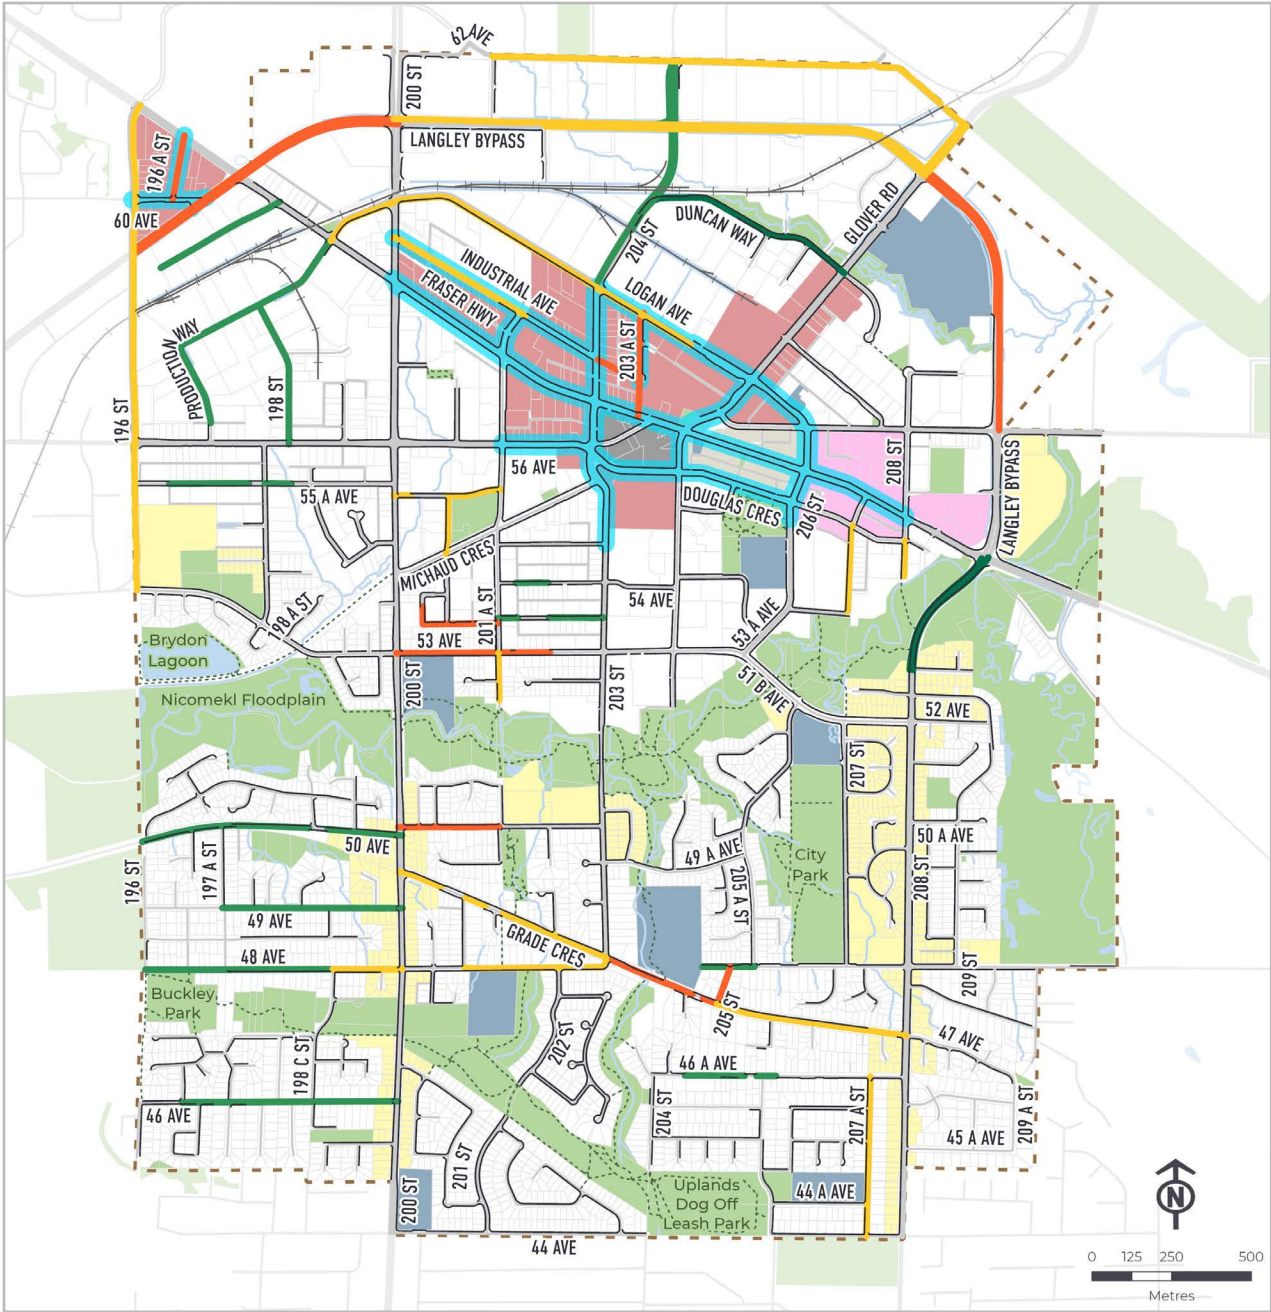 62 AVE
200 ST
LANGLEY BYPASS
196 A ST
60 AVE
DUNCAN WAY
GLOVER RD
204 ST
INDUSTRIAL AVE
LOGAN AVE
FRASER HWY
203 A ST
PRODUCTION WAY
198 ST
196 ST
56 AVE
208 ST
LANGLEY BYPASS
55 A AVE
DOUGLAS CRES
206 ST
MICHAUD CRES
198 A ST
201 A ST
54 AVE
53 A AVE
53 AVE
Brydon
Lagoon
200 ST
203 ST
51 B AVE
Nicomekl Floodplain
52 AVE
207 ST
50 AVE
50 A AVE
196 ST
197 A ST
49 A AVE
City
Park
205 A ST
208 ST
49 AVE
GRADE CRES
48 AVE
209 ST
Buckley
Park
205 ST
47 AVE
202 ST
198 C ST
46 A AVE
46 AVE
204 ST
207 A ST
209 A ST
45 A AVE
201 ST
200 ST
Uplands
Dog Off
Leash Park
44 A AVE
44 AVE
N
0 125 250 500
Metres